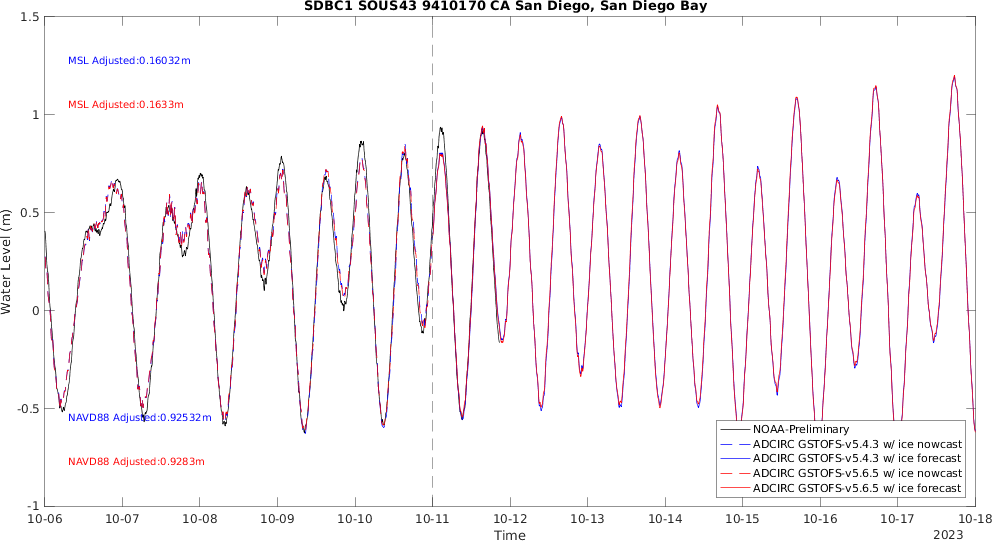 SDBC1 SOUS43 9410170 CA San Diego, San Diego Bay
1.5
MSL Adjusted:0.16032m
MSL Adjusted:0.1633m
1
0.5
Water Level (m)
0
-0.5
NAVD88 Adjusted:0.92532m
NAVD88 Adjusted:0.9283m
NOAA-Preliminary
ADCIRC GSTOFS-v5.4.3 w/ ice nowcast
ADCIRC GSTOFS-v5.4.3 w/ ice forecast
ADCIRC GSTOFS-v5.6.5 w/ ice nowcast
ADCIRC GSTOFS-v5.6.5 w/ ice forecast
-1
10-06 10-07 10-08 10-09 10-10 10-11 10-12 10-13 10-14 10-15 10-16 10-17 10-18
Time
2023